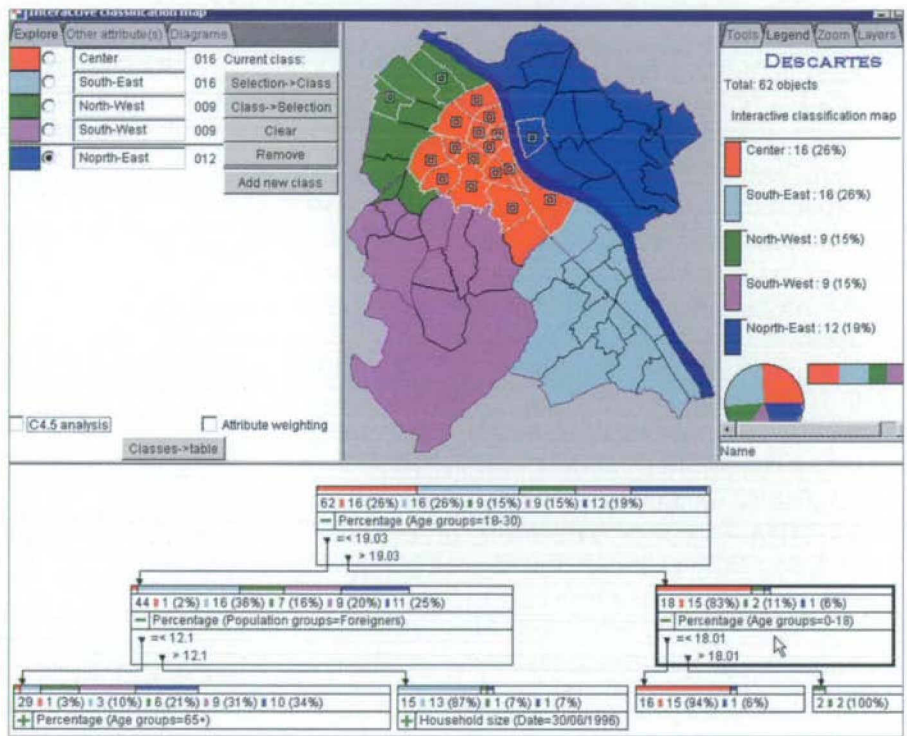 Interactive classification map
Explore Other attribute(s) Diagrams
Center 016 Current class:
South-East 016 Selection->Class
North-West 009 Class->Selection
South-West 009 Clear
Noprth-East 012 Remove
Add new class
C4.5 analysis Attribute weighting
Classes->table
Tools Legend Zoom Layers
DESCARTES
Total: 62 objects
Interactive classification map
Center : 16 (26%)
South-East : 16 (26%)
North-West : 9 (15%)
South-West : 9 (15%)
Noprth-East : 12 (19%)
Name
62 16 (26%) 16 (26%) 9 (15%) 9 (15%) 12 (19%)
Percentage (Age groups=18-30)
=< 19.03
> 19.03
44 1 (2%) 16 (36%) 7 (16%) 9 (20%) 11 (25%)
Percentage (Population groups=Foreigners)
=< 12.1
> 12.1
18 15 (83%) 2 (11%) 1 (6%)
Percentage (Age groups=0-18)
=< 18.01
> 18.01
29 1 (3%) 3 (10%) 6 (21%) 9 (31%) 10 (34%)
Percentage (Age groups=65+)
15 13 (87%) 1 (7%) 1 (7%)
Household size (Date=30/06/1996)
16 15 (94%) 1 (6%)
2 2 (100%)